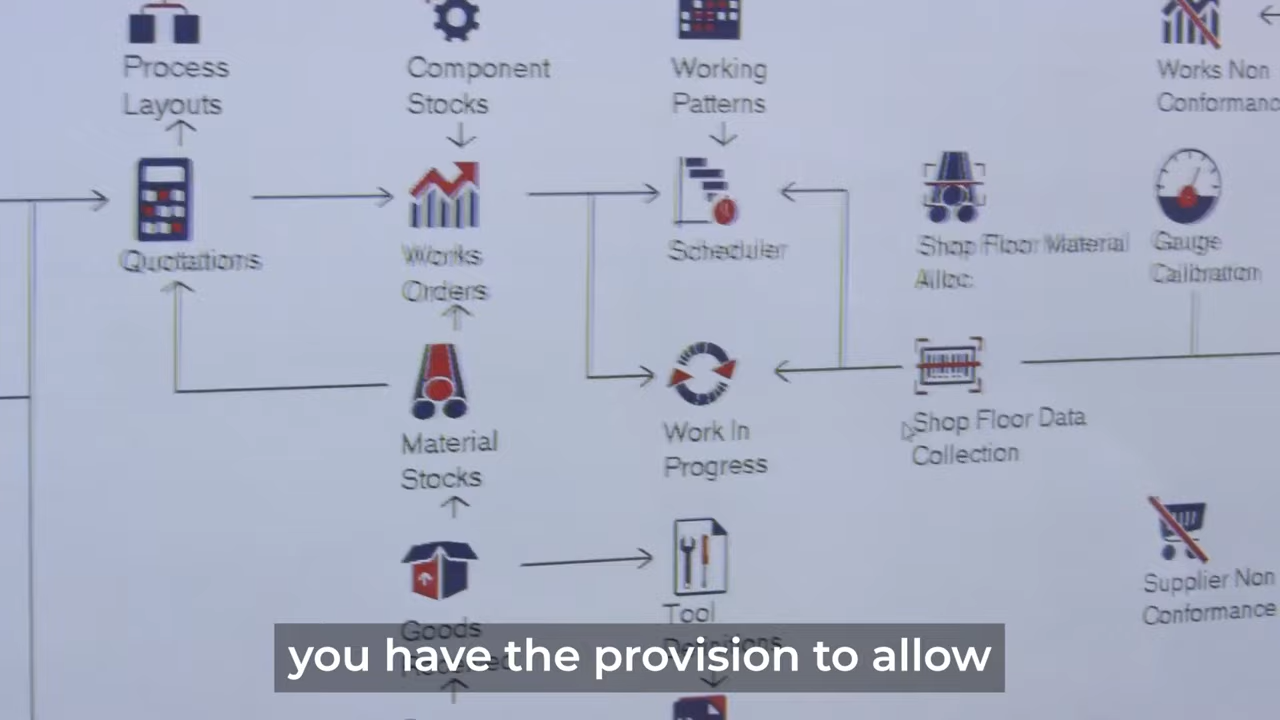 Process
Layouts
Component
Stocks
Working
Patterns
Works Non
Conformanc
Quotations
Works
Orders
Scheduler
Shop Floor Material
Alloc.
Gauge
Calibration
Material
Stocks
Work In
Progress
Shop Floor Data
Collection
Goods
Tool
Supplier Non
Conformance
you have the provision to allow